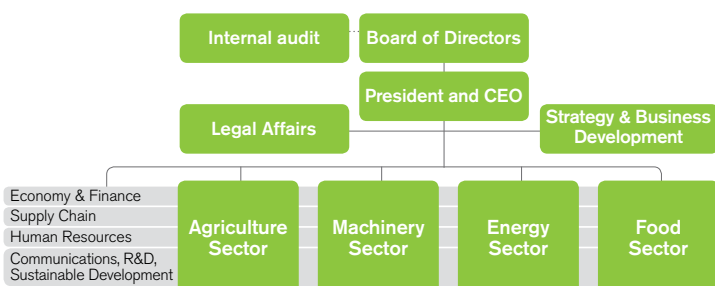 Internal audit
Board of Directors
President and CEO
Legal Affairs
Strategy & Business
Development
Economy & Finance
Supply Chain
Human Resources
Communications, R&D,
Sustainable Development
Agriculture
Sector
Machinery
Sector
Energy
Sector
Food
Sector